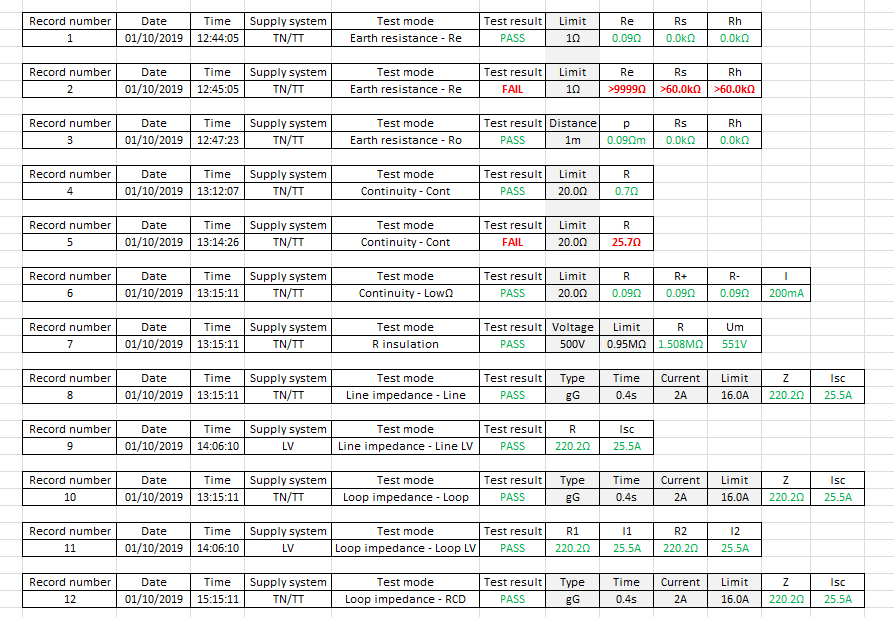 Record number Date Time Supply system Test mode Test result Limit Re Rs Rh
1 01/10/2019 12:44:05 TN/TT Earth resistance - Re PASS 1Ω 0.09Ω 0.0kΩ 0.0kΩ
Record number Date Time Supply system Test mode Test result Limit Re Rs Rh
2 01/10/2019 12:45:05 TN/TT Earth resistance - Re FAIL 1Ω >9999Ω >60.0kΩ >60.0kΩ
Record number Date Time Supply system Test mode Test result Distance p Rs Rh
3 01/10/2019 12:47:23 TN/TT Earth resistance - Ro PASS 1m 0.09Ωm 0.0kΩ 0.0kΩ
Record number Date Time Supply system Test mode Test result Limit R
4 01/10/2019 13:12:07 TN/TT Continuity - Cont PASS 20.0Ω 0.7Ω
Record number Date Time Supply system Test mode Test result Limit R
5 01/10/2019 13:14:26 TN/TT Continuity - Cont FAIL 20.0Ω 25.7Ω
Record number Date Time Supply system Test mode Test result Limit R R+ R- I
6 01/10/2019 13:15:11 TN/TT Continuity - LowΩ PASS 20.0Ω 0.09Ω 0.09Ω 0.09Ω 200mA
Record number Date Time Supply system Test mode Test result Voltage Limit R Um
7 01/10/2019 13:15:11 TN/TT R insulation PASS 500V 0.95MΩ 1.508MΩ 551V
Record number Date Time Supply system Test mode Test result Type Time Current Limit Z Isc
8 01/10/2019 13:15:11 TN/TT Line impedance - Line PASS gG 0.4s 2A 16.0A 220.2Ω 25.5A
Record number Date Time Supply system Test mode Test result R Isc
9 01/10/2019 14:06:10 LV Line impedance - Line LV PASS 220.2Ω 25.5A
Record number Date Time Supply system Test mode Test result Type Time Current Limit Z Isc
10 01/10/2019 13:15:11 TN/TT Loop impedance - Loop PASS gG 0.4s 2A 16.0A 220.2Ω 25.5A
Record number Date Time Supply system Test mode Test result R1 I1 R2 I2
11 01/10/2019 14:06:10 LV Loop impedance - Loop LV PASS 220.2Ω 25.5A 220.2Ω 25.5A
Record number Date Time Supply system Test mode Test result Type Time Current Limit Z Isc
12 01/10/2019 15:15:11 TN/TT Loop impedance - RCD PASS gG 0.4s 2A 16.0A 220.2Ω 25.5A